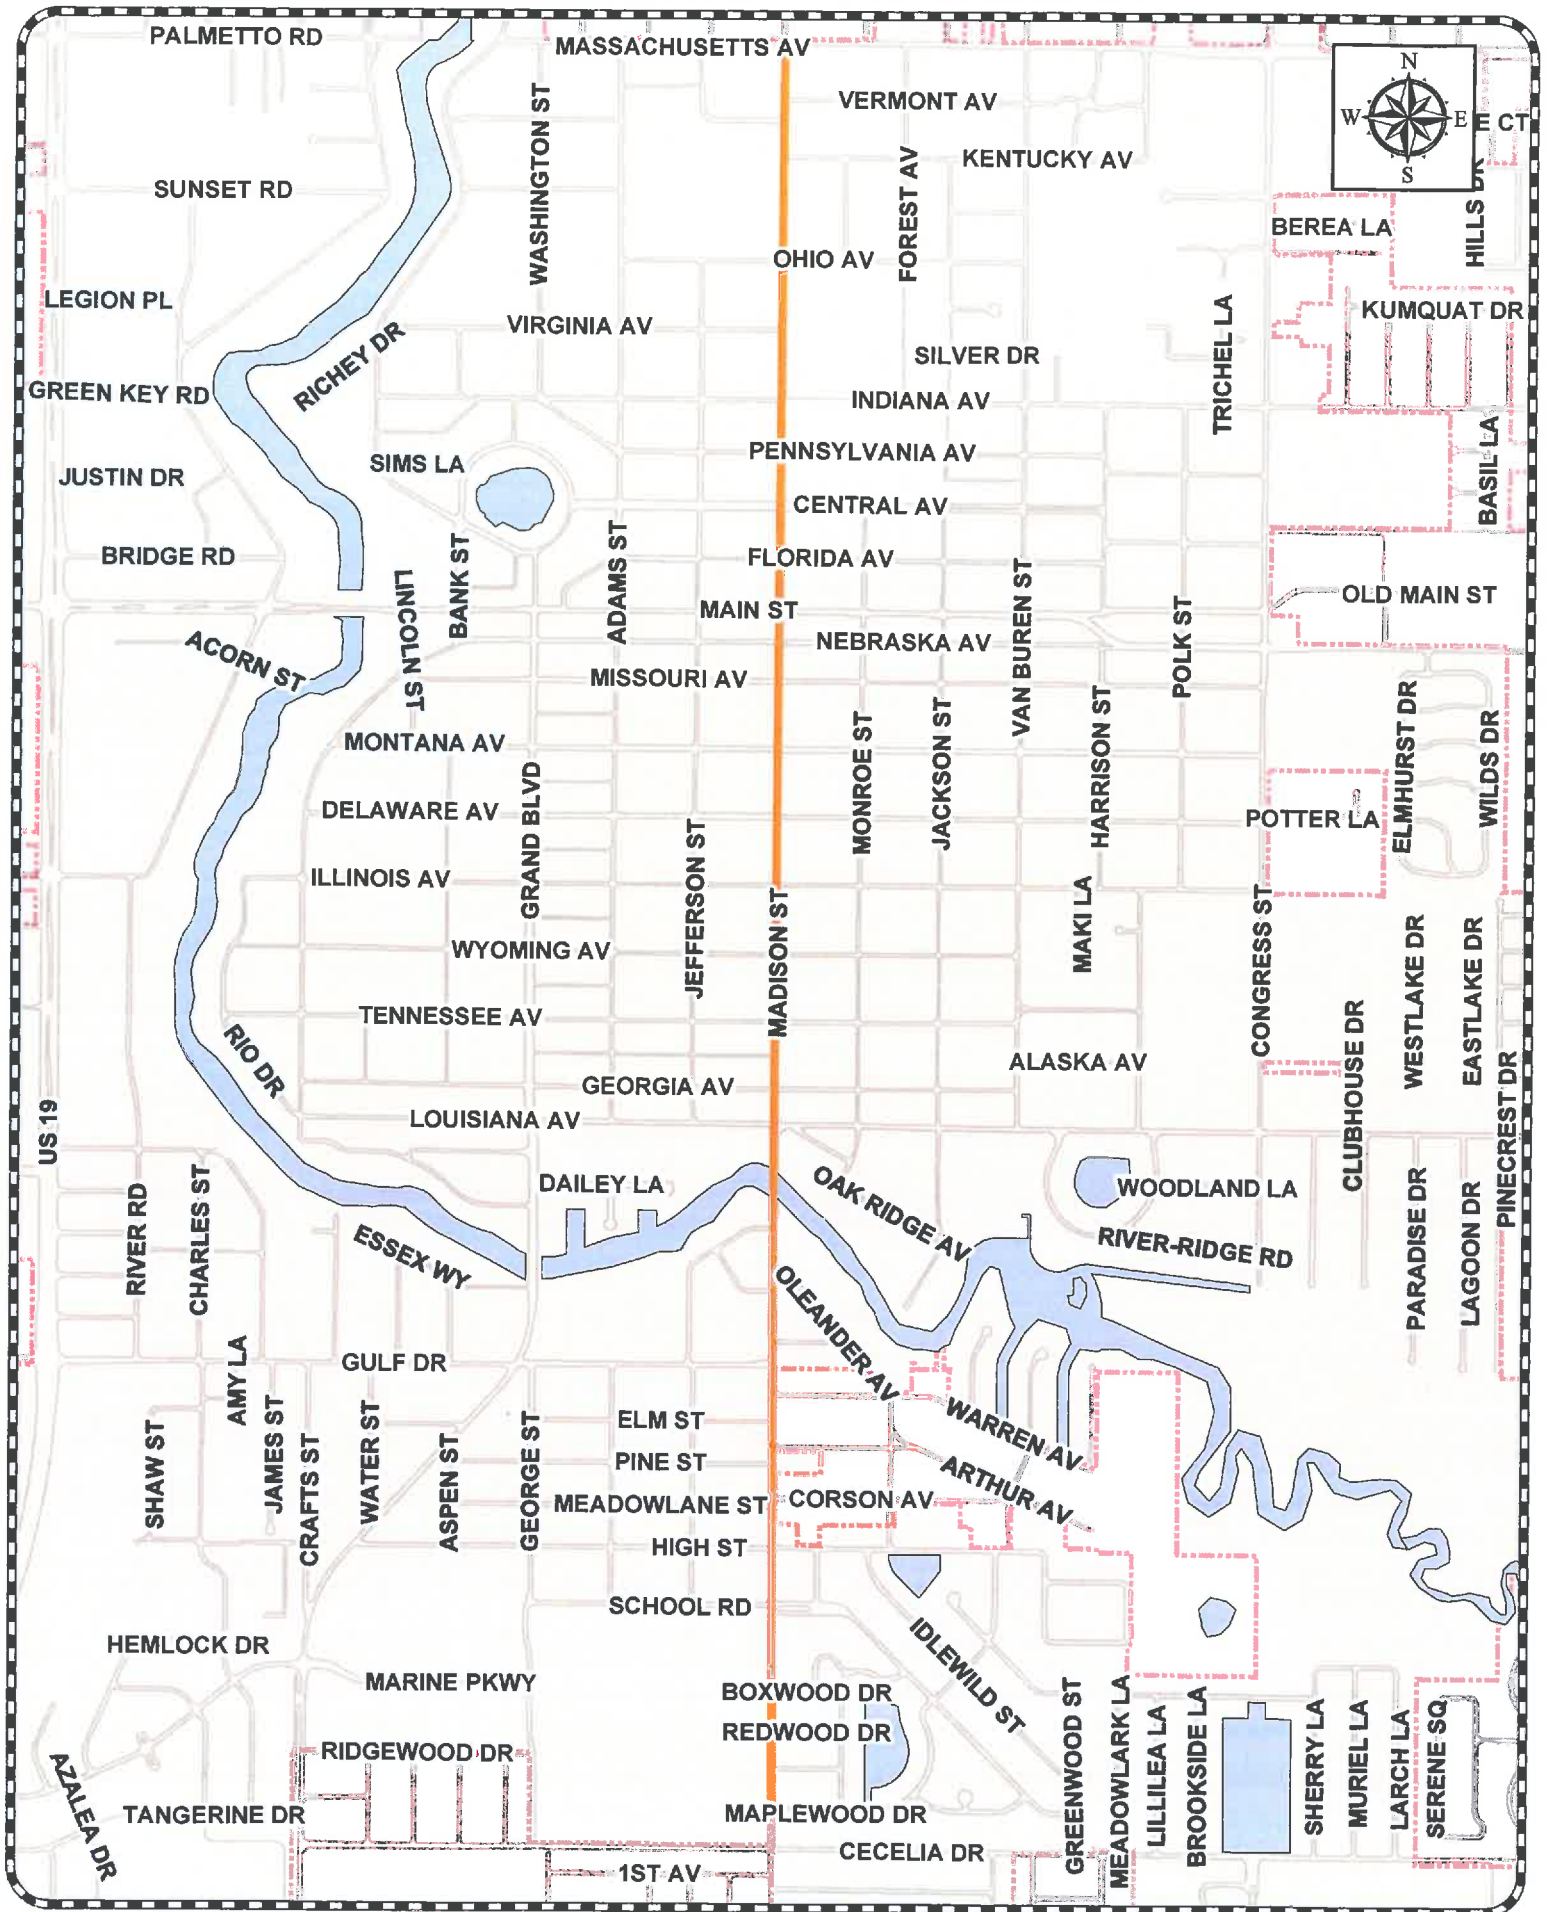 PALMETTO RD
MASSACHUSETTS AV
N
W
E
S
E CT
VERMONT AV
KENTUCKY AV
WASHINGTON ST
FOREST AV
SUNSET RD
HILLS DR
BEREA LA
OHIO AV
LEGION PL
KUMQUAT DR
VIRGINIA AV
RICHEY DR
SILVER DR
TRICHEL LA
GREEN KEY RD
INDIANA AV
PENNSYLVANIA AV
SIMS LA
JUSTIN DR
BASIL LA
CENTRAL AV
BRIDGE RD
FLORIDA AV
BANK ST
ADAMS ST
LINCOLN ST
MAIN ST
OLD MAIN ST
NEBRASKA AV
VAN BUREN ST
POLK ST
ACORN ST
MISSOURI AV
MONTANA AV
MONROE ST
JACKSON ST
HARRISON ST
ELMHURST DR
WILDS DR
DELAWARE AV
GRAND BLVD
POTTER LA
JEFFERSON ST
ILLINOIS AV
MADISON ST
MAKI LA
WYOMING AV
CONGRESS ST
WESTLAKE DR
EASTLAKE DR
TENNESSEE AV
CLUBHOUSE DR
RIO DR
ALASKA AV
GEORGIA AV
LOUISIANA AV
US 19
PINECREST DR
DAILEY LA
OAK RIDGE AV
WOODLAND LA
RIVER RD
CHARLES ST
ESSEX WY
RIVER-RIDGE RD
PARADISE DR
LAGOON DR
OLEANDER AV
GULF DR
AMY LA
ELM ST
WARREN AV
SHAW ST
JAMES ST
CRAFTS ST
WATER ST
ASPEN ST
GEORGE ST
PINE ST
ARTHUR AV
MEADOWLANE ST
CORSON AV
HIGH ST
SCHOOL RD
HEMLOCK DR
IDLEWILD ST
MARINE PKWY
BOXWOOD DR
REDWOOD DR
GREENWOOD ST
MEADOWLARK LA
LILLILEA LA
BROOKSIDE LA
SHERRY LA
MURIEL LA
LARCH LA
SERENE SQ
RIDGEWOOD DR
AZALEA DR
TANGERINE DR
MAPLEWOOD DR
CECELIA DR
1ST AV